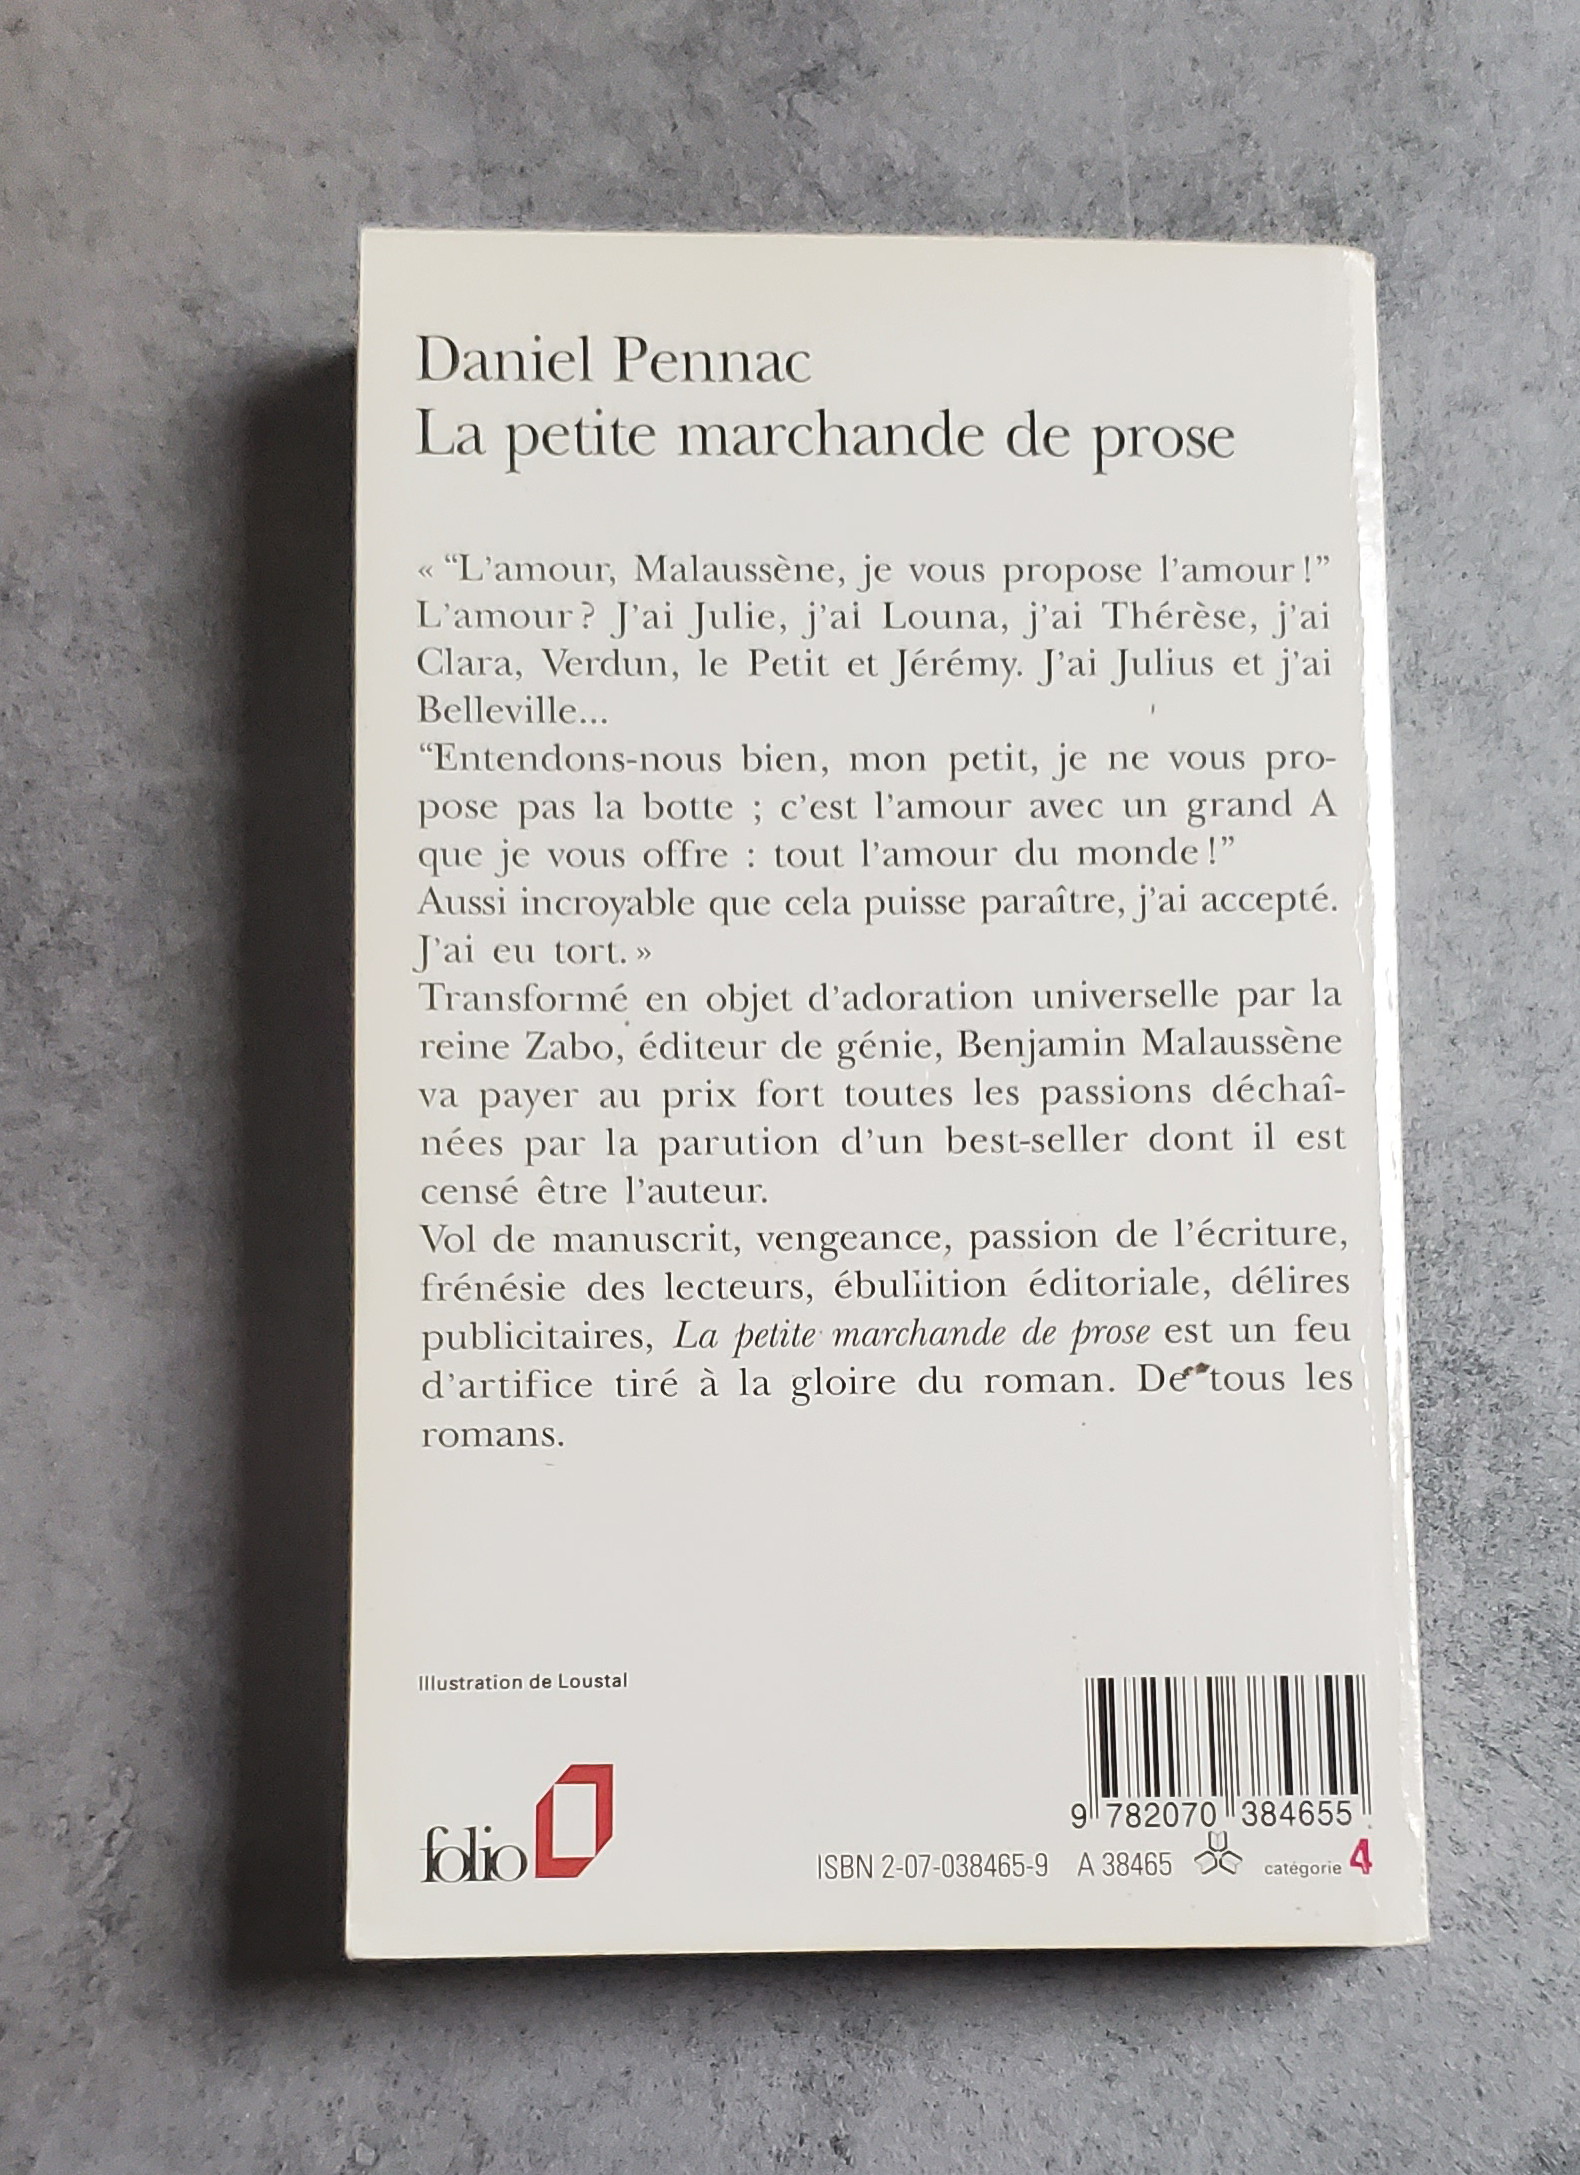 Daniel Pennac
La petite marchande de prose
« “L'amour, Malaussène, je vous propose l'amour !”
L'amour ? J'ai Julie, j'ai Louna, j'ai Thérèse, j'ai
Clara, Verdun, le Petit et Jérémy. J'ai Julius et j'ai
Belleville...
“Entendons-nous bien, mon petit, je ne vous pro-
pose pas la botte ; c'est l'amour avec un grand A
que je vous offre : tout l'amour du monde !”
Aussi incroyable que cela puisse paraître, j'ai accepté.
J'ai eu tort. »
Transformé en objet d'adoration universelle par la
reine Zabo, éditeur de génie, Benjamin Malaussène
va payer au prix fort toutes les passions déchaî-
nées par la parution d'un best-seller dont il est
censé être l'auteur.
Vol de manuscrit, vengeance, passion de l'écriture,
frénésie des lecteurs, ébullition éditoriale, délires
publicitaires, La petite marchande de prose est un feu
d'artifice tiré à la gloire du roman. De tous les
romans.
Illustration de Loustal
folio
9 782070 384655
ISBN 2-07-038465-9 A 38465 catégorie 4